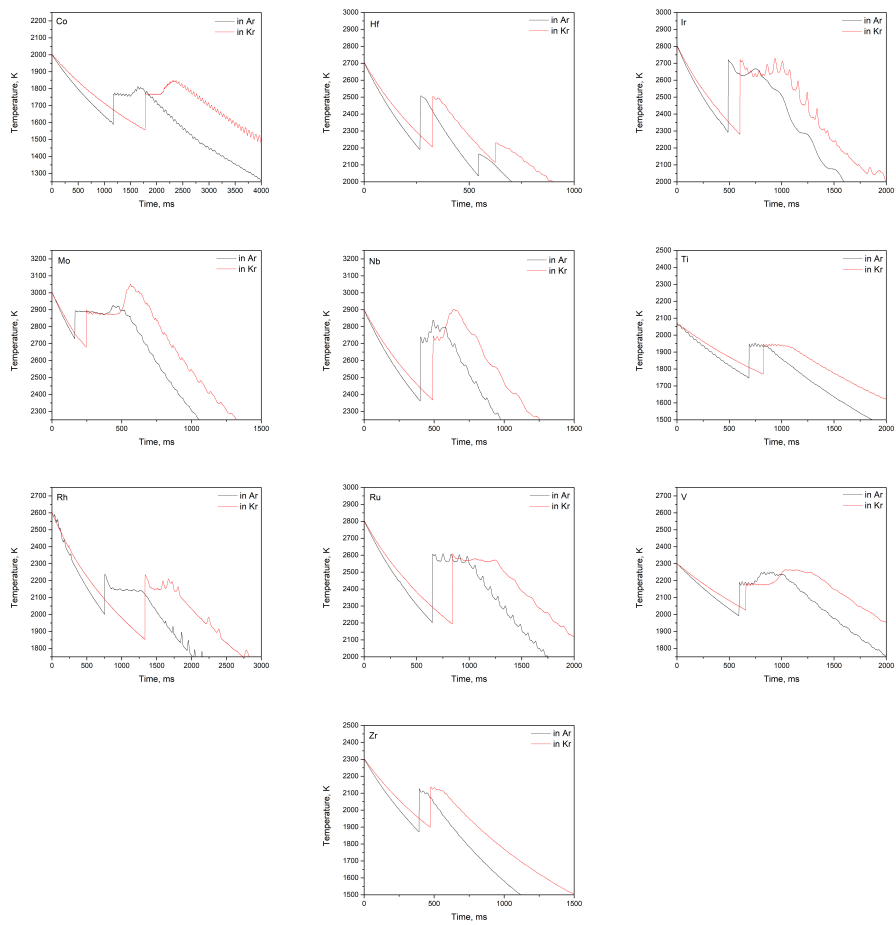 Co
in Ar
in Kr
2200
2100
2000
1900
1800
1700
1600
1500
1400
1300
0 500 1000 1500 2000 2500 3000 3500 4000
Temperature, K
Time, ms
Hf
in Ar
in Kr
3000
2900
2800
2700
2600
2500
2400
2300
2200
2100
2000
0 500 1000
Temperature, K
Time, ms
Ir
in Ar
in Kr
3000
2900
2800
2700
2600
2500
2400
2300
2200
2100
2000
0 500 1000 1500 2000
Temperature, K
Time, ms
Mo
in Ar
in Kr
3200
3100
3000
2900
2800
2700
2600
2500
2400
2300
0 500 1000 1500
Temperature, K
Time, ms
Nb
in Ar
in Kr
3200
3100
3000
2900
2800
2700
2600
2500
2400
2300
0 500 1000 1500
Temperature, K
Time, ms
Ti
in Ar
in Kr
2500
2400
2300
2200
2100
2000
1900
1800
1700
1600
1500
0 500 1000 1500 2000
Temperature, K
Time, ms
Rh
in Ar
in Kr
2700
2600
2500
2400
2300
2200
2100
2000
1900
1800
0 500 1000 1500 2000 2500 3000
Temperature, K
Time, ms
Ru
in Ar
in Kr
3000
2900
2800
2700
2600
2500
2400
2300
2200
2100
2000
0 500 1000 1500 2000
Temperature, K
Time, ms
V
in Ar
in Kr
2700
2600
2500
2400
2300
2200
2100
2000
1900
1800
0 500 1000 1500 2000
Temperature, K
Time, ms
Zr
in Ar
in Kr
2500
2400
2300
2200
2100
2000
1900
1800
1700
1600
1500
0 500 1000 1500
Temperature, K
Time, ms